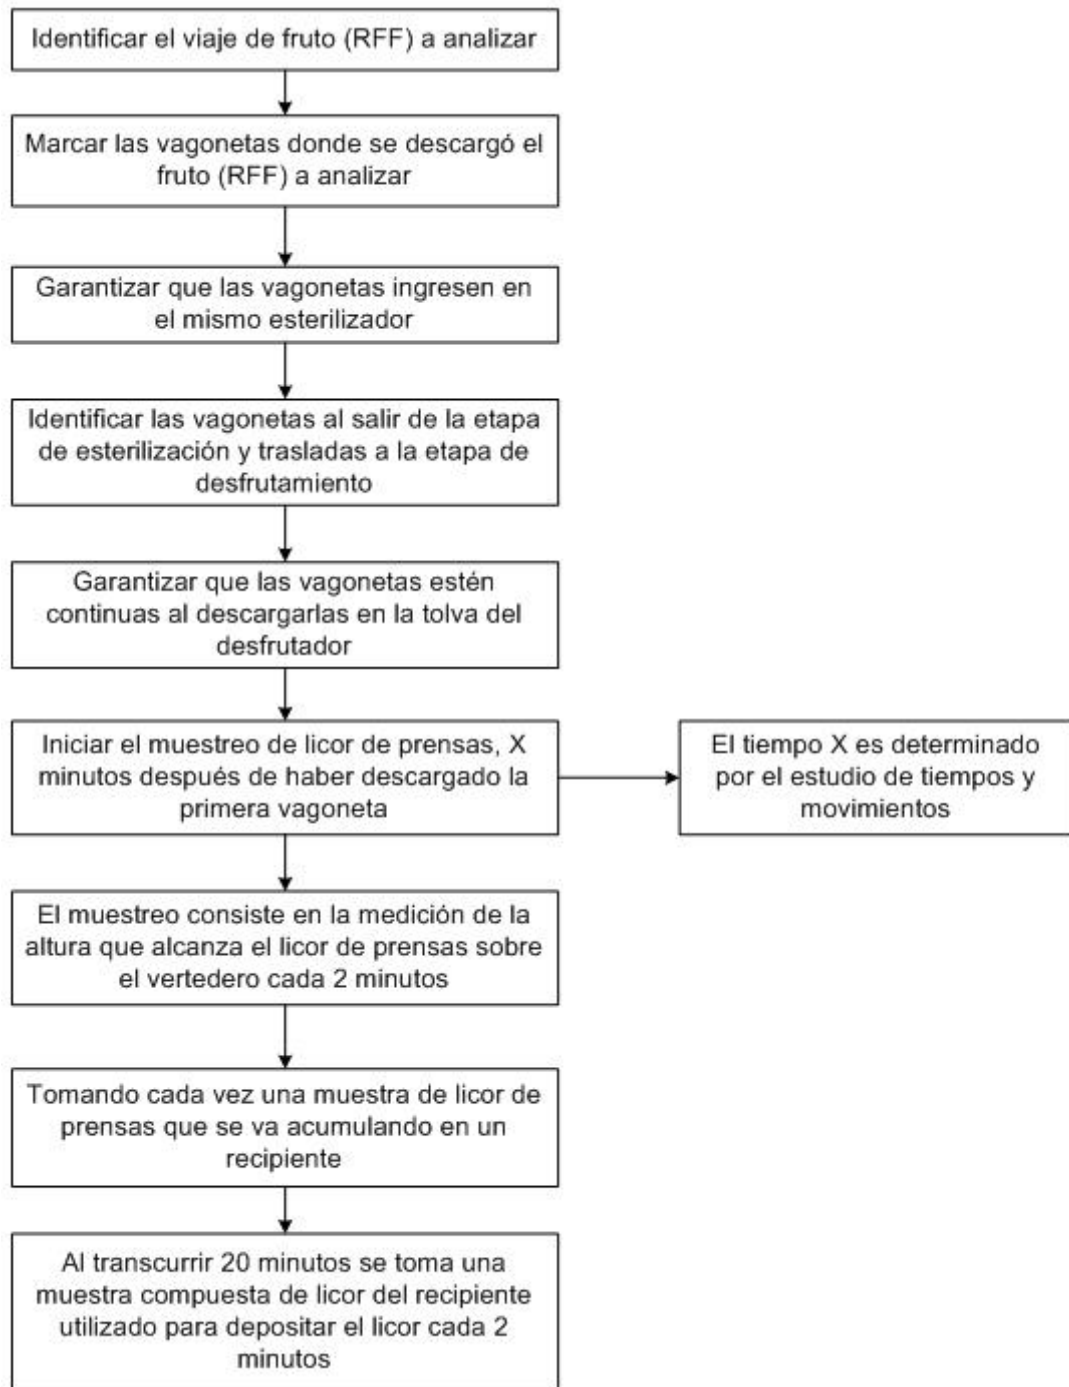 Identificar el viaje de fruto (RFF) a analizar
Marcar las vagonetas donde se descargó el
fruto (RFF) a analizar
Garantizar que las vagonetas ingresen en
el mismo esterilizador
Identificar las vagonetas al salir de la etapa
de esterilización y trasladas a la etapa de
desfrutamiento
Garantizar que las vagonetas estén
continuas al descargarlas en la tolva del
desfrutador
Iniciar el muestreo de licor de prensas, X
minutos después de haber descargado la
primera vagoneta
El tiempo X es determinado
por el estudio de tiempos y
movimientos
El muestreo consiste en la medición de la
altura que alcanza el licor de prensas sobre
el vertedero cada 2 minutos
Tomando cada vez una muestra de licor de
prensas que se va acumulando en un
recipiente
Al transcurrir 20 minutos se toma una
muestra compuesta de licor del recipiente
utilizado para depositar el licor cada 2
minutos